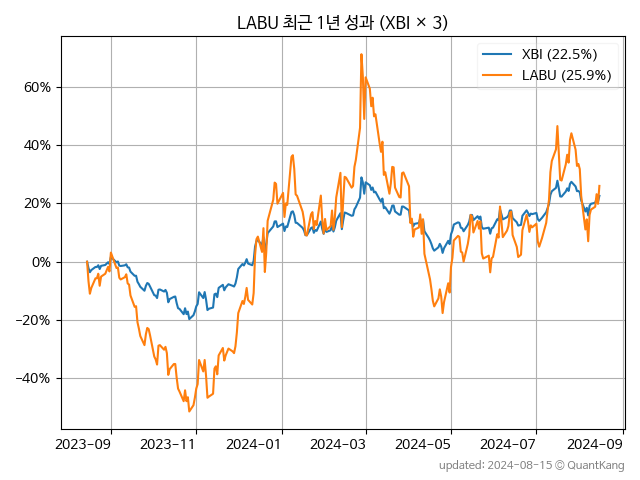 LABU 최근 1년 성과 (XBI × 3)
XBI (22.5%)
LABU (25.9%)
60%
40%
20%
0%
−20%
−40%
2023-09 2023-11 2024-01 2024-03 2024-05 2024-07 2024-09
updated: 2024-08-15 © QuantKang